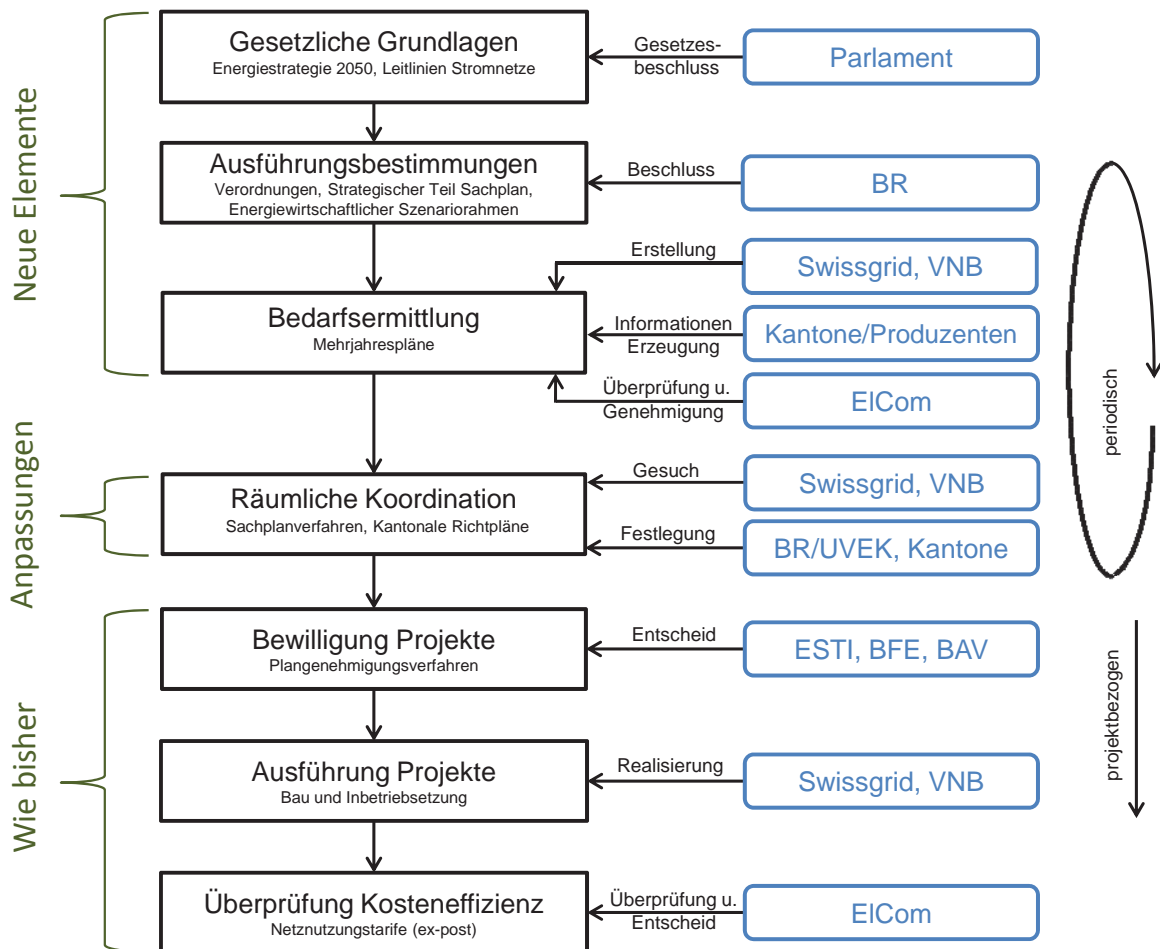 Neue Elemente
Gesetzliche Grundlagen
Energiestrategie 2050, Leitlinien Stromnetze
Gesetzes-
beschluss
Parlament
Ausführungsbestimmungen
Verordnungen, Strategischer Teil Sachplan,
Energiewirtschaftlicher Szenariorahmen
Beschluss
BR
Bedarfsermittlung
Mehrjahrespläne
Erstellung
Swissgrid, VNB
Informationen
Erzeugung
Kantone/Produzenten
Überprüfung u.
Genehmigung
ElCom
periodisch
Anpassungen
Räumliche Koordination
Sachplanverfahren, Kantonale Richtpläne
Gesuch
Swissgrid, VNB
Festlegung
BR/UVEK, Kantone
Wie bisher
Bewilligung Projekte
Plangenehmigungsverfahren
Entscheid
ESTI, BFE, BAV
projektbezogen
Ausführung Projekte
Bau und Inbetriebsetzung
Realisierung
Swissgrid, VNB
Überprüfung Kosteneffizienz
Netznutzungstarife (ex-post)
Überprüfung u.
Entscheid
ElCom